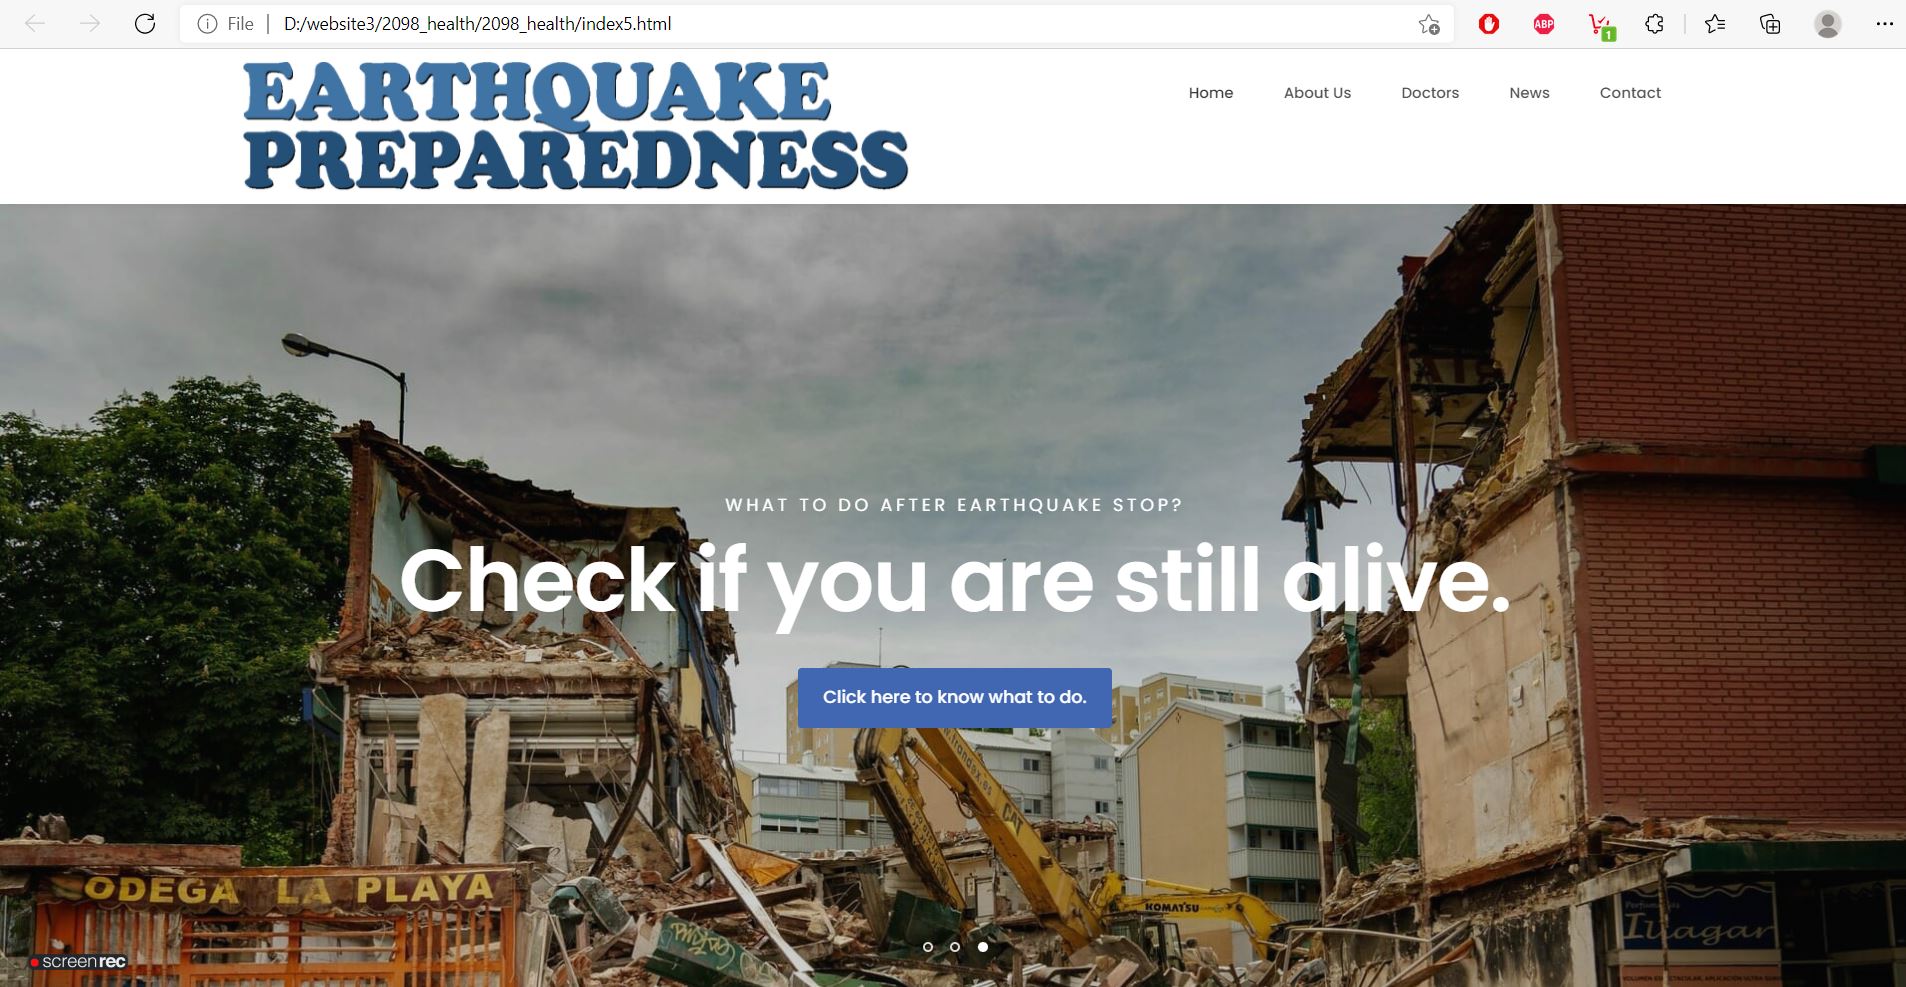 File
D:/website3/2098_health/2098_health/index5.html
ABP
1
EARTHQUAKE
PREPAREDNESS
Home
About Us
Doctors
News
Contact
WHAT TO DO AFTER EARTHQUAKE STOP?
Check if you are still alive.
Click here to know what to do.
CAT
KOMATSU
ODEGA LA PLAYA
screenrec